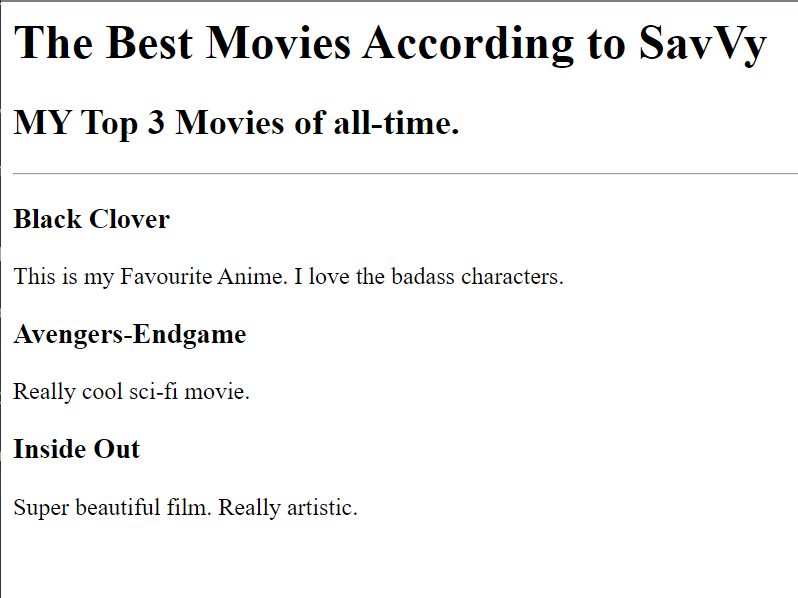 The Best Movies According to SavVy
MY Top 3 Movies of all-time.
Black Clover
This is my Favourite Anime. I love the badass characters.
Avengers-Endgame
Really cool sci-fi movie.
Inside Out
Super beautiful film. Really artistic.